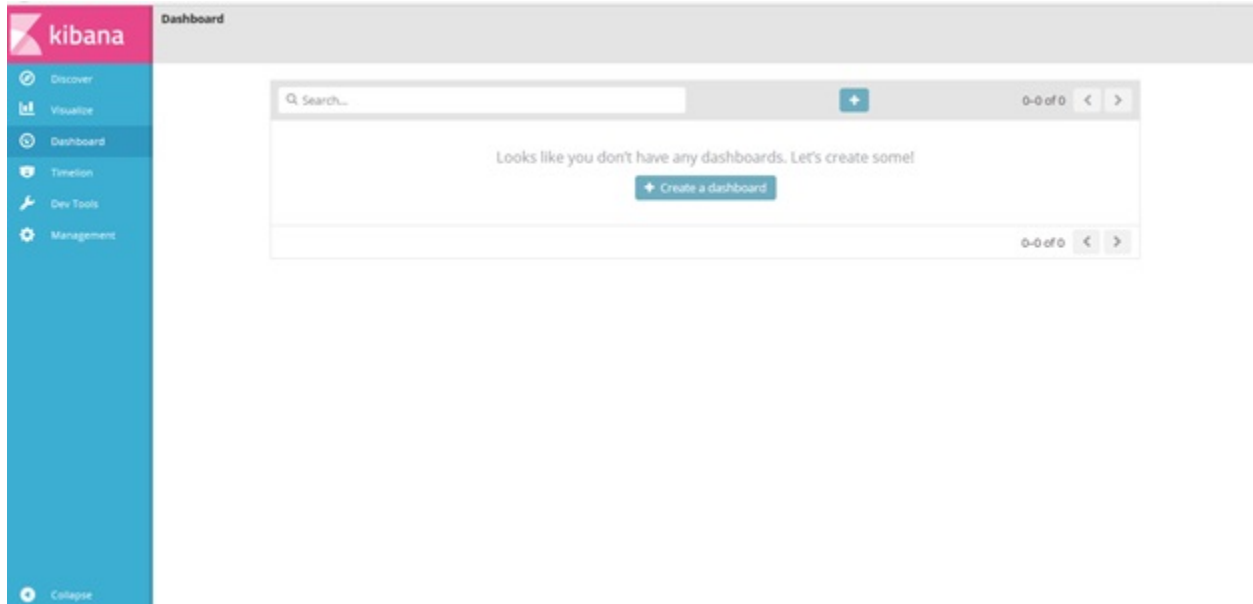 kibana
Dashboard
Discover
Visualize
Dashboard
Timelion
Dev Tools
Management
Collapse
Search...
0-0 of 0
Looks like you don't have any dashboards. Let's create some!
Create a dashboard
0-0 of 0